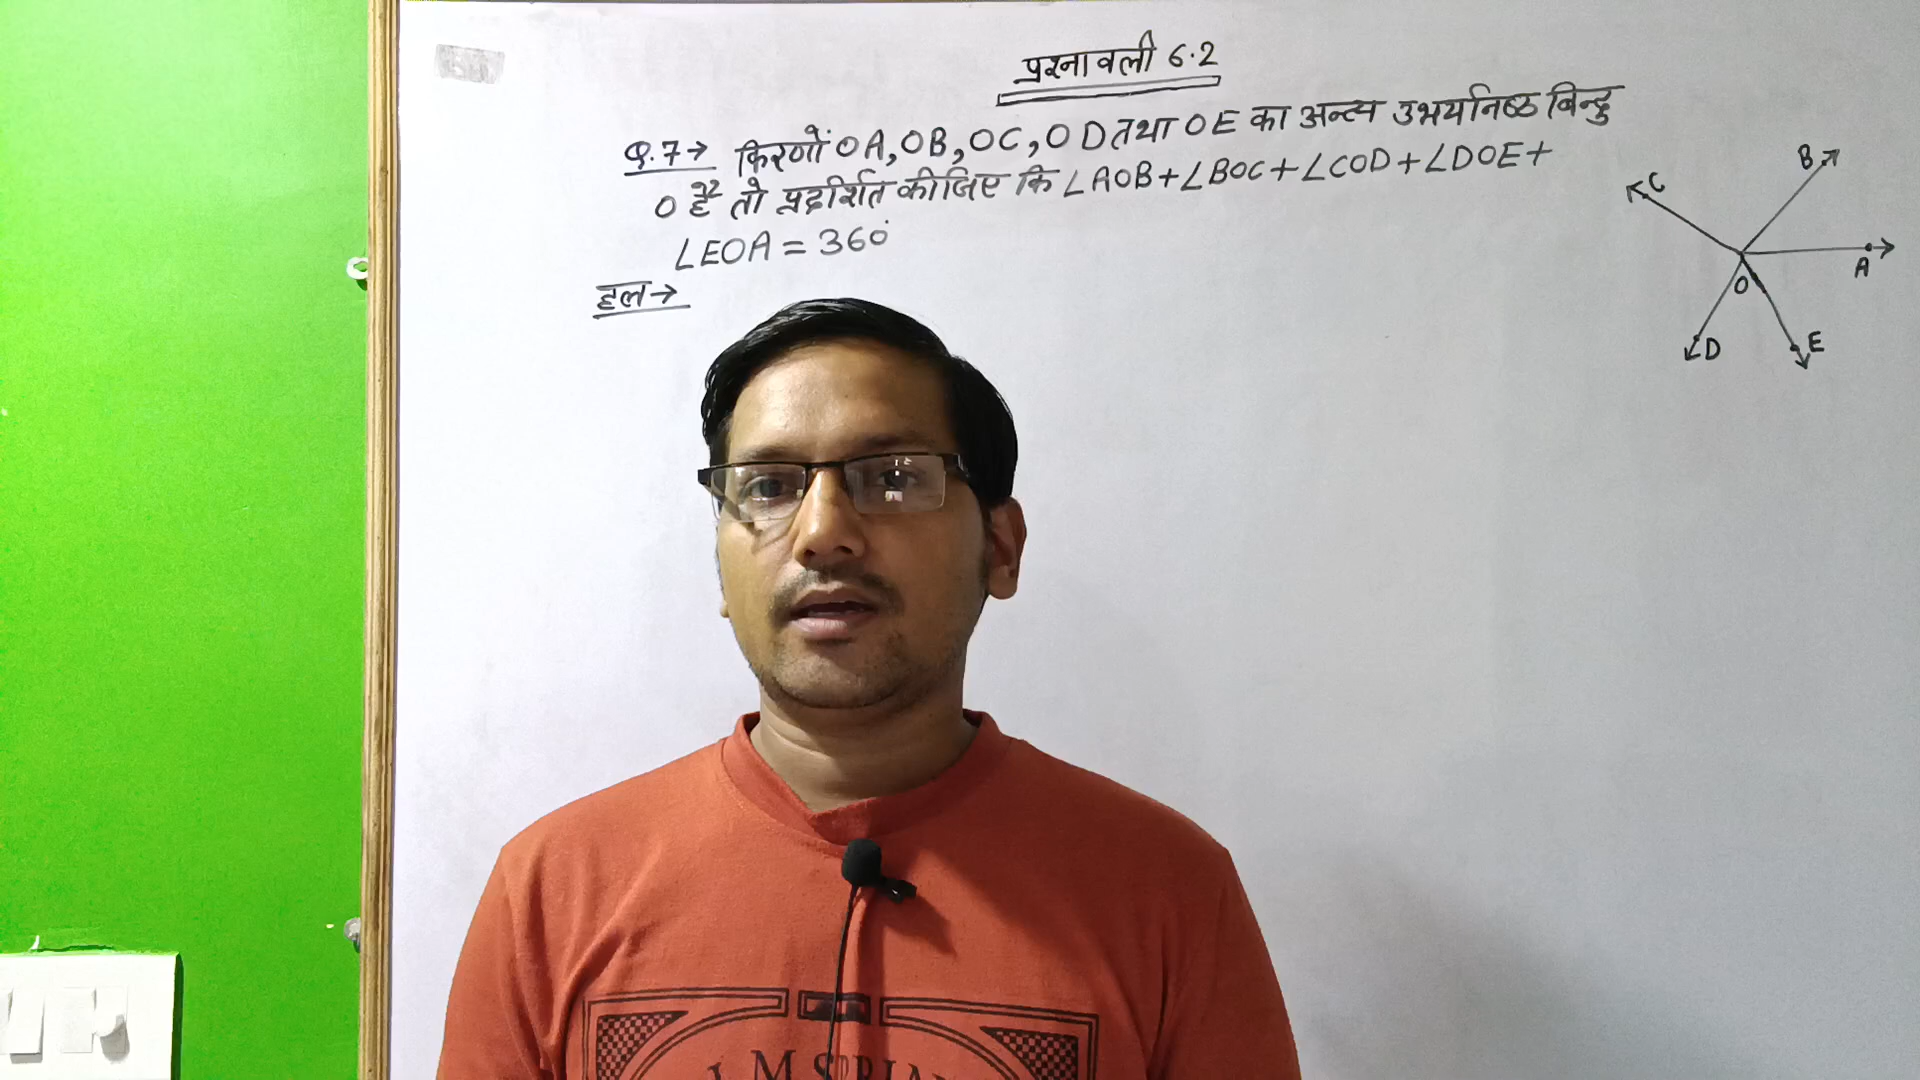 प्रश्नावली 6.2
Q.7→ किरणों OA, OB, OC, OD तथा OE का अन्त्य उभयनिष्ठ बिन्दु
O है तो प्रदर्शित कीजिए कि ∠AOB+∠BOC+∠COD+∠DOE+
∠EOA = 360°
हल→
C
B
A
O
D
E